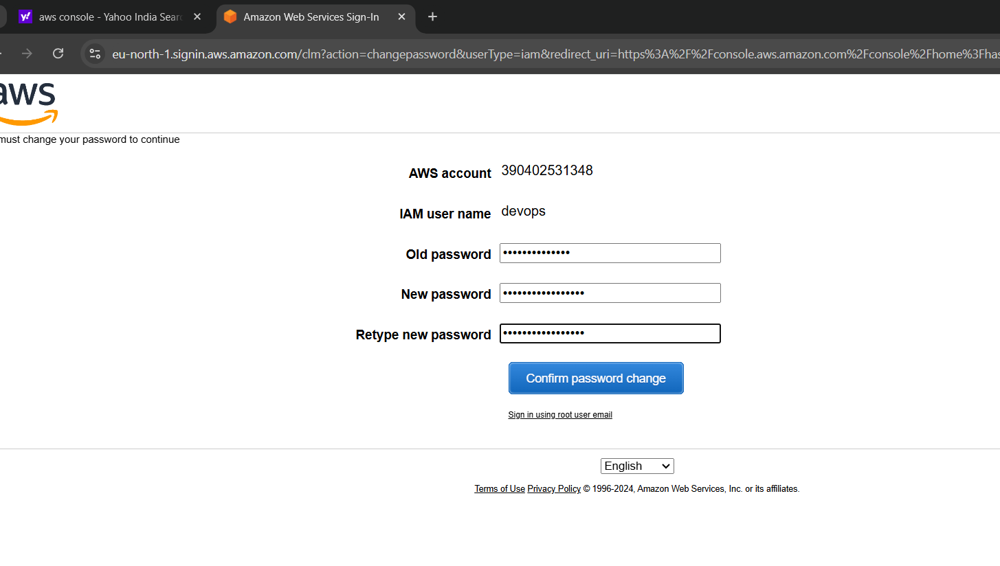 aws console - Yahoo India Sear
Amazon Web Services Sign-In
eu-north-1.signin.aws.amazon.com/clm?action=changepassword&userType=iam&redirect_uri=https%3A%2F%2Fconsole.aws.amazon.com%2Fconsole%2Fhome%3Fhas
aws
must change your password to continue
AWS account 390402531348
IAM user name devops
Old password ••••••••••••••
New password •••••••••••••••••
Retype new password •••••••••••••••••
Confirm password change
Sign in using root user email
English
Terms of Use Privacy Policy © 1996-2024, Amazon Web Services, Inc. or its affiliates.